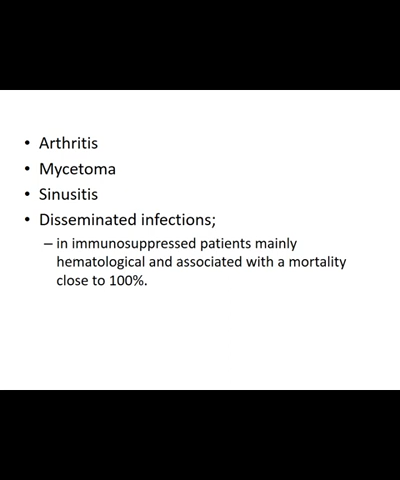 • Arthritis
• Mycetoma
• Sinusitis
• Disseminated infections;
– in immunosuppressed patients mainly
hematological and associated with a mortality
close to 100%.